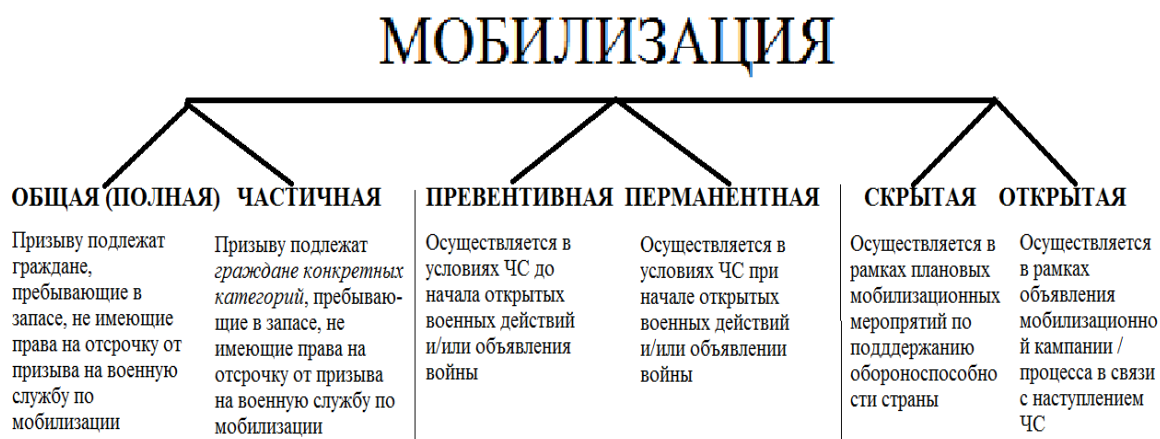 МОБИЛИЗАЦИЯ
ОБЩАЯ (ПОЛНАЯ)
Призыву подлежат
граждане,
пребывающие в
запасе, не имеющие
права на отсрочку от
призыва на военную
службу по
мобилизации
ЧАСТИЧНАЯ
Призыву подлежат
граждане конкретных
категорий, пребываю-
щие в запасе, не
имеющие права на
отсрочку от призыва
на военную службу по
мобилизации
ПРЕВЕНТИВНАЯ
Осуществляется в
условиях ЧС до
начала открытых
военных действий
и/или объявления
войны
ПЕРМАНЕНТНАЯ
Осуществляется в
условиях ЧС при
начале открытых
военных действий
и/или объявлении
войны
СКРЫТАЯ
Осуществляется в
рамках плановых
мобилизационных
меропрятий по
подддержанию
обороноспособно
сти страны
ОТКРЫТАЯ
Осуществляется
в рамках
объявления
мобилизационно
й кампании /
процесса в связи
с наступлением
ЧС